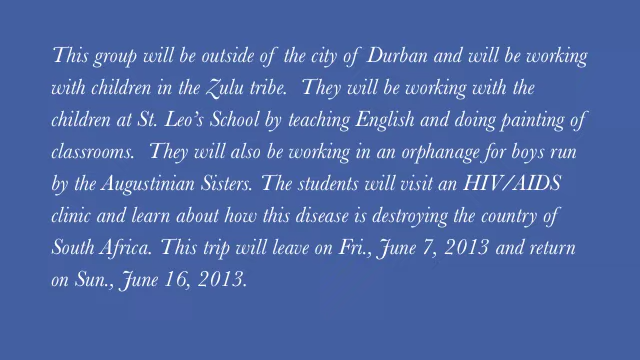 This group will be outside of the city of Durban and will be working
with children in the Zulu tribe. They will be working with the
children at St. Leo's School by teaching English and doing painting of
classrooms. They will also be working in an orphanage for boys run
by the Augustinian Sisters. The students will visit an HIV/AIDS
clinic and learn about how this disease is destroying the country of
South Africa. This trip will leave on Fri., June 7, 2013 and return
on Sun., June 16, 2013.